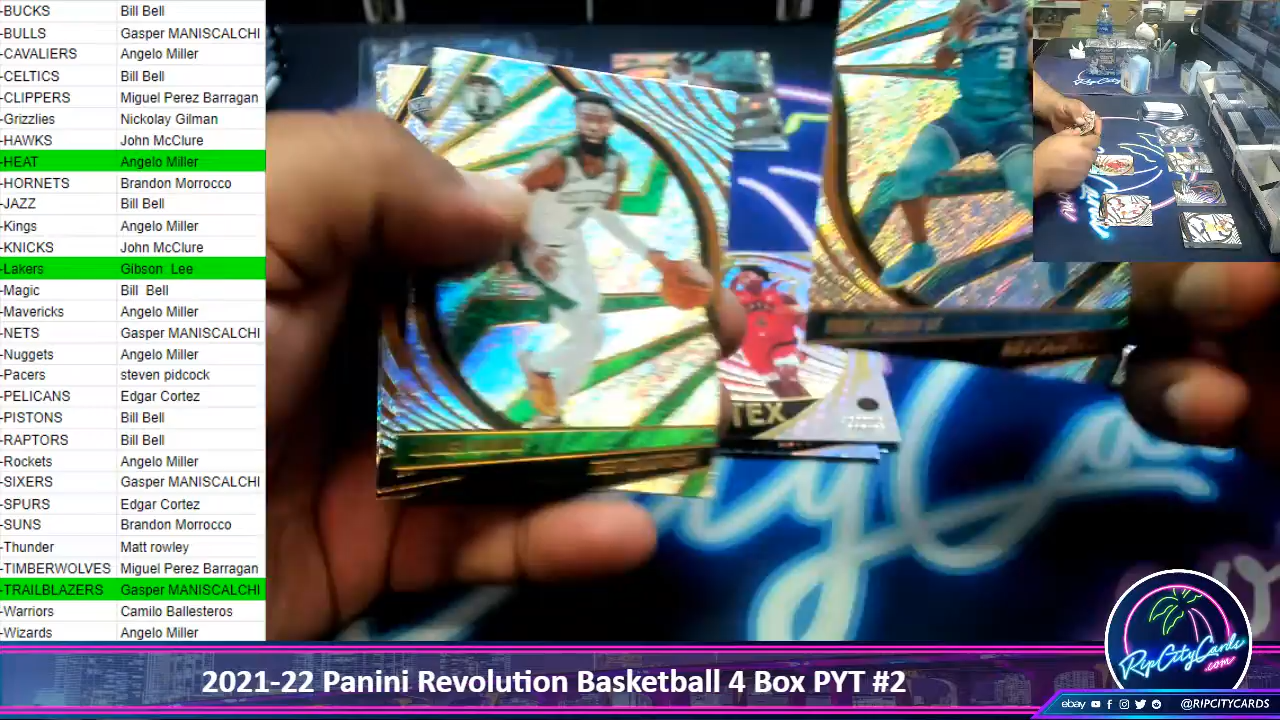 -BUCKS Bill Bell
-BULLS Gasper MANISCALCHI
-CAVALIERS Angelo Miller
-CELTICS Bill Bell
-CLIPPERS Miguel Perez Barragan
-Grizzlies Nickolay Gilman
-HAWKS John McClure
-HEAT Angelo Miller
-HORNETS Brandon Morrocco
-JAZZ Bill Bell
-Kings Angelo Miller
-KNICKS John McClure
-Lakers Gibson Lee
-Magic Bill Bell
-Mavericks Angelo Miller
-NETS Gasper MANISCALCHI
-Nuggets Angelo Miller
-Pacers steven pidcock
-PELICANS Edgar Cortez
-PISTONS Bill Bell
-RAPTORS Bill Bell
-Rockets Angelo Miller
-SIXERS Gasper MANISCALCHI
-SPURS Edgar Cortez
-SUNS Brandon Morrocco
-Thunder Matt rowley
-TIMBERWOLVES Miguel Perez Barragan
-TRAILBLAZERS Gasper MANISCALCHI
-Warriors Camilo Ballesteros
-Wizards Angelo Miller
3
TEX
RipCityCards
.com
2021-22 Panini Revolution Basketball 4 Box PYT #2
ebay @RIPCITYCARDS